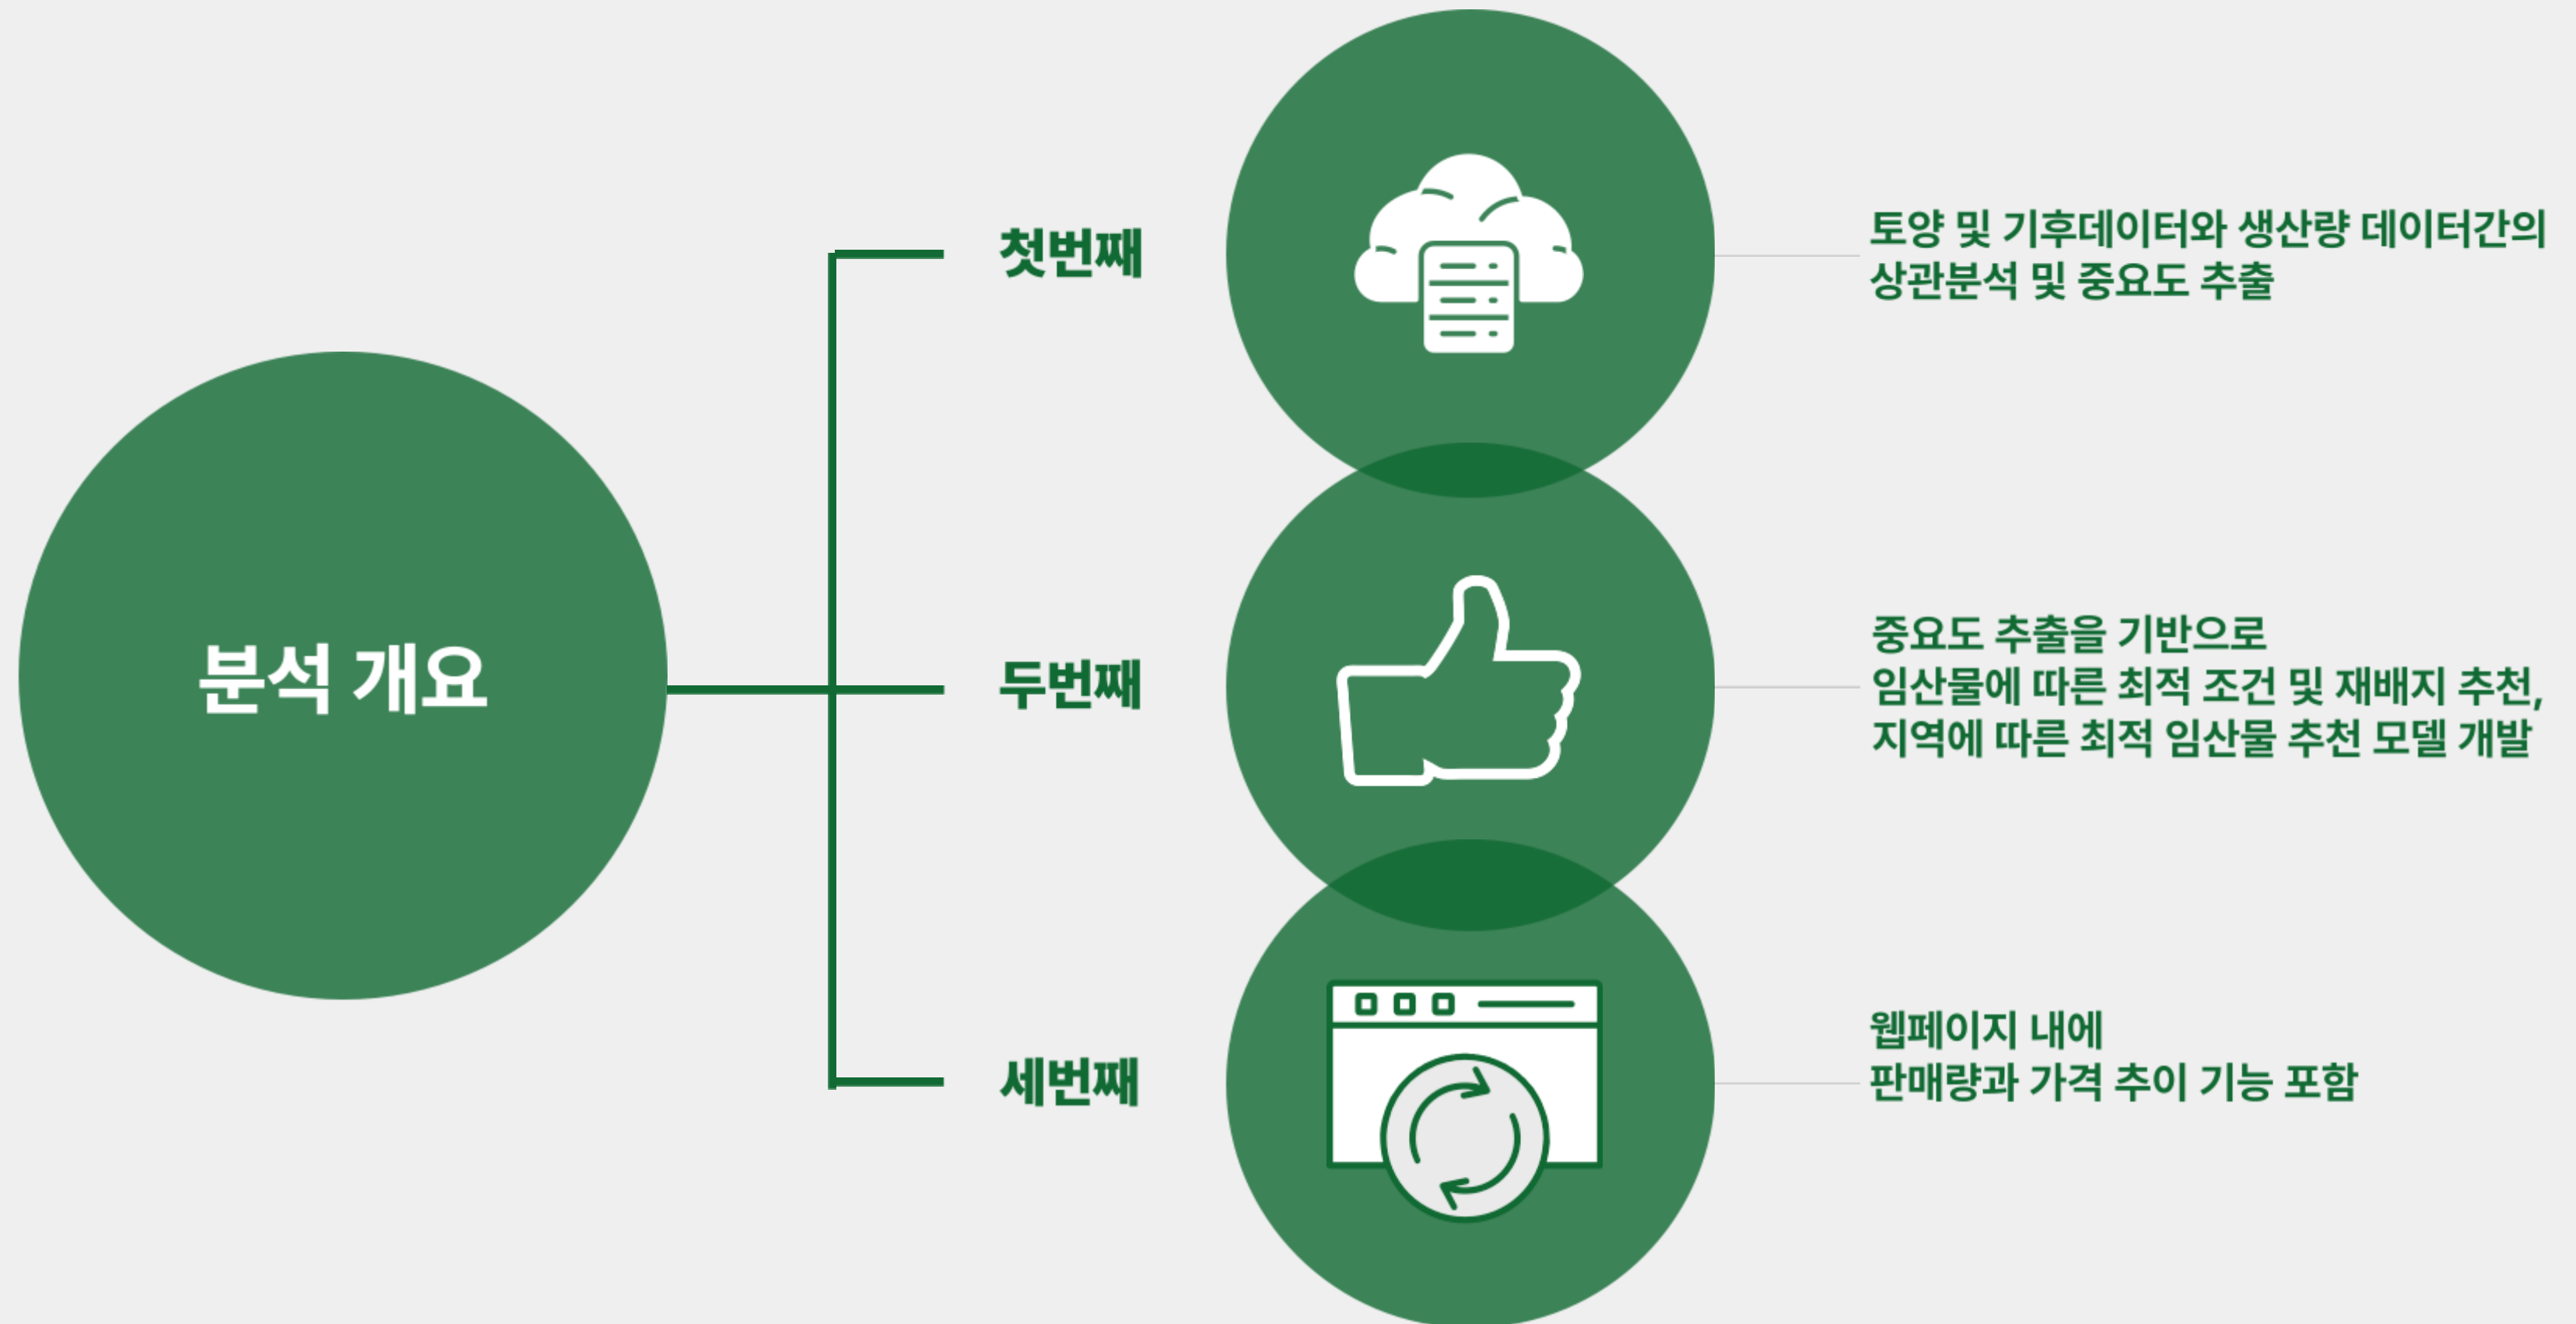 분석 개요
첫번째
토양 및 기후데이터와 생산량 데이터간의
상관분석 및 중요도 추출
두번째
중요도 추출을 기반으로
임산물에 따른 최적 조건 및 재배지 추천,
지역에 따른 최적 임산물 추천 모델 개발
세번째
웹페이지 내에
판매량과 가격 추이 기능 포함